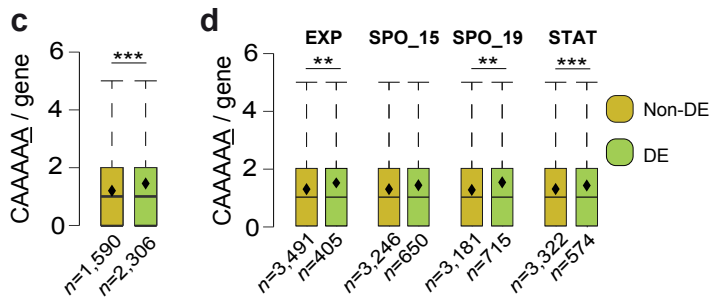 c
d
CAAAAA / gene
6
4
2
0
***
n=1,590
n=2,306
CAAAAA / gene
6
4
2
0
EXP
SPO_15
SPO_19
STAT
**
**
***
n=3,491
n=405
n=3,246
n=650
n=3,181
n=715
n=3,322
n=574
Non-DE
DE